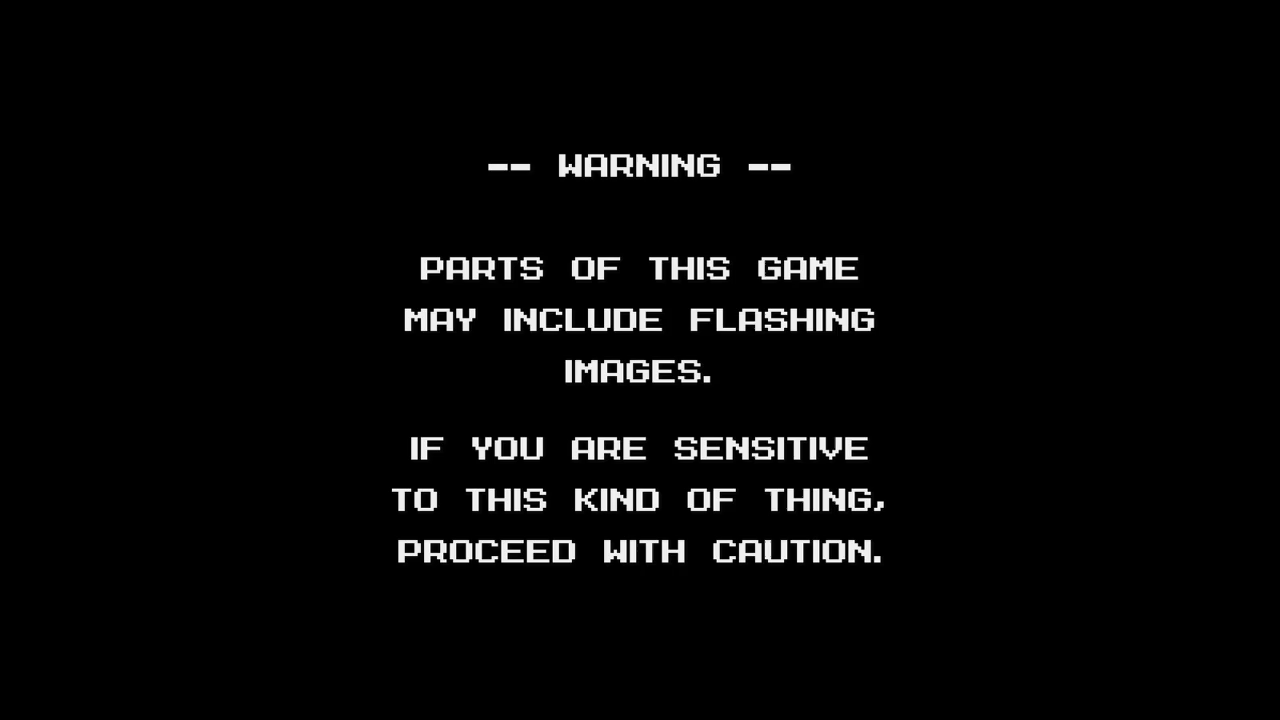 -- WARNING --
PARTS OF THIS GAME
MAY INCLUDE FLASHING
IMAGES.
IF YOU ARE SENSITIVE
TO THIS KIND OF THING,
PROCEED WITH CAUTION.